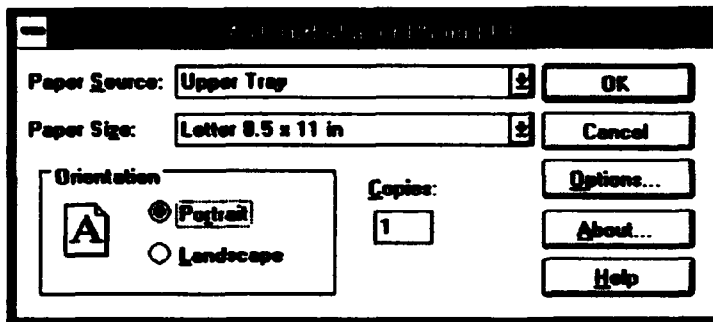 Paper Source: Upper Tray OK
Paper Size: Letter 8.5 x 11 in Cancel
Orientation Copies: Options...
A Portrait 1 About...
Landscape Help